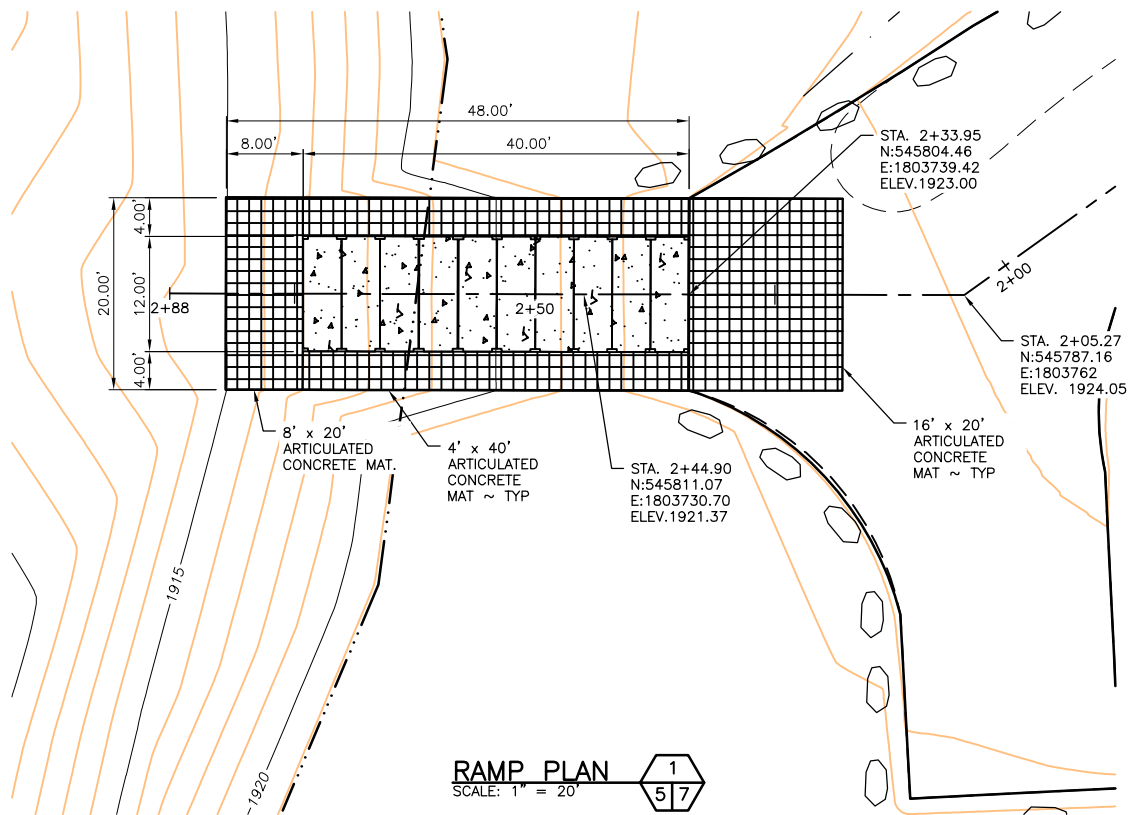 48.00'
8.00'
40.00'
STA. 2+33.95
N:545804.46
E:1803739.42
ELEV.1923.00
4.00'
20.00'
12.00'
4.00'
2+88
2+50
2+00
STA. 2+05.27
N:545787.16
E:1803762
ELEV. 1924.05
8' x 20'
ARTICULATED
CONCRETE MAT.
4' x 40'
ARTICULATED
CONCRETE
MAT ~ TYP
STA. 2+44.90
N:545811.07
E:1803730.70
ELEV.1921.37
16' x 20'
ARTICULATED
CONCRETE
MAT ~ TYP
1915
1920
RAMP PLAN
SCALE: 1" = 20'
1
5 7